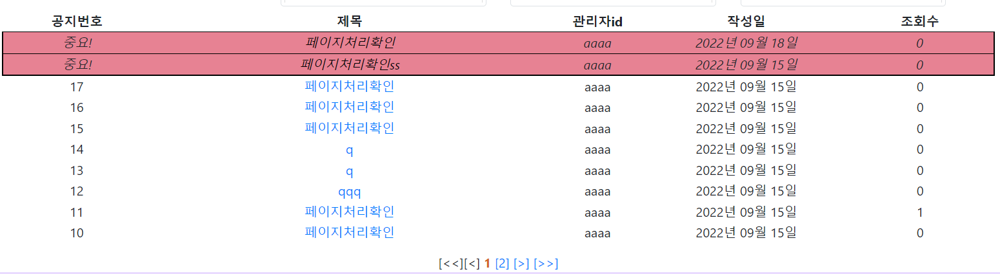 공지번호 제목 관리자id 작성일 조회수
중요! 페이지처리확인 aaaa 2022년 09월 18일 0
중요! 페이지처리확인ss aaaa 2022년 09월 15일 0
17 페이지처리확인 aaaa 2022년 09월 15일 0
16 페이지처리확인 aaaa 2022년 09월 15일 0
15 페이지처리확인 aaaa 2022년 09월 15일 0
14 q aaaa 2022년 09월 15일 0
13 q aaaa 2022년 09월 15일 0
12 qqq aaaa 2022년 09월 15일 0
11 페이지처리확인 aaaa 2022년 09월 15일 1
10 페이지처리확인 aaaa 2022년 09월 15일 0
[<<][<] 1 [2] [>] [>>]